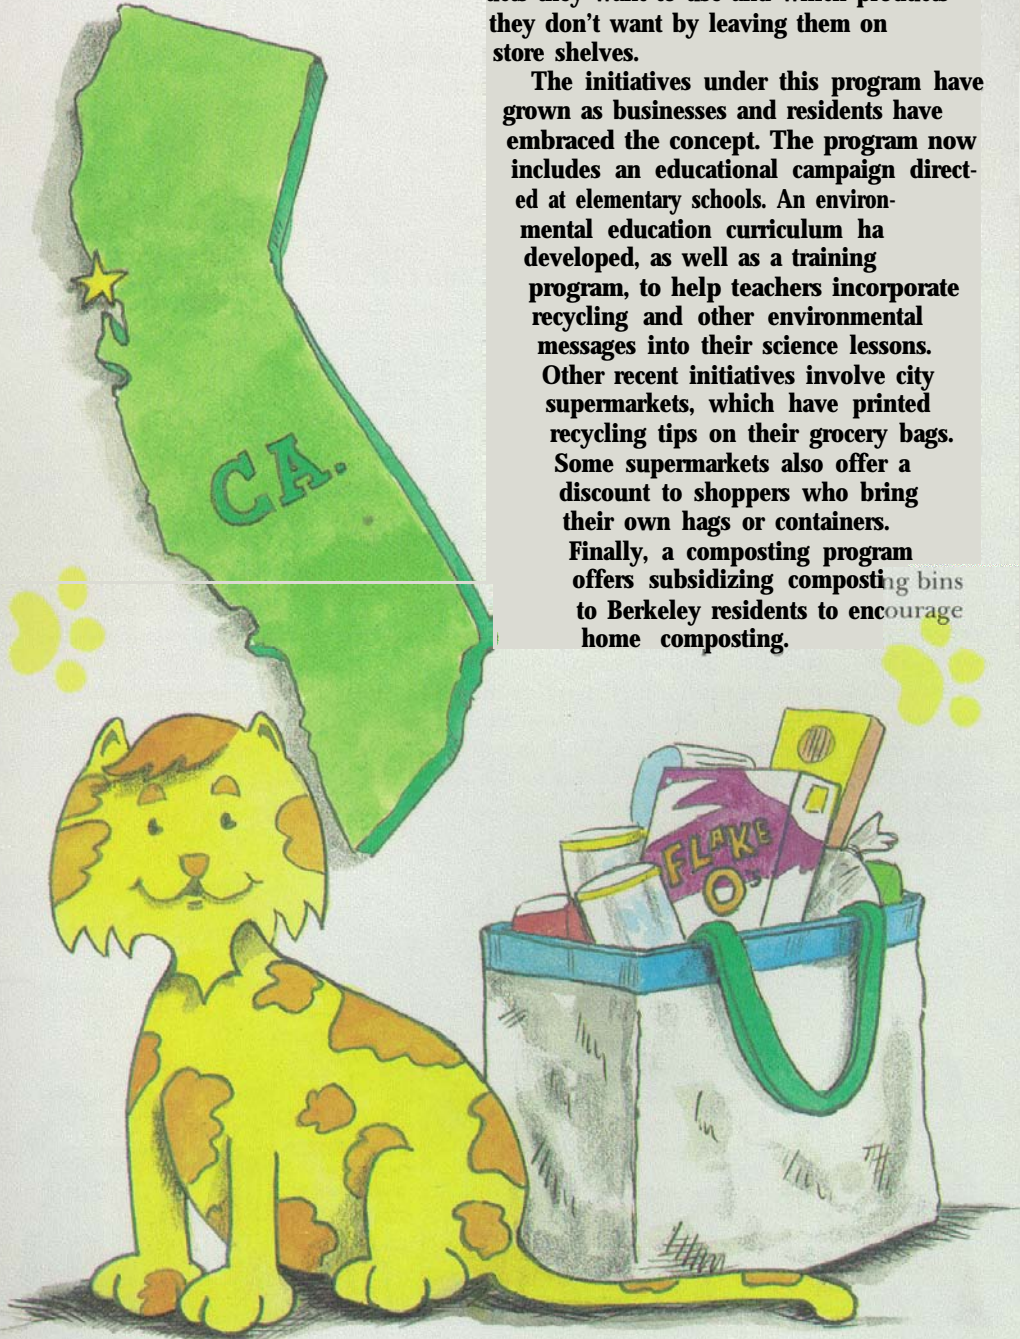 they don't want by leaving them on
store shelves.
The initiatives under this program have
grown as businesses and residents have
embraced the concept. The program now
includes an educational campaign direct-
ed at elementary schools. An environ-
mental education curriculum ha
developed, as well as a training
program, to help teachers incorporate
recycling and other environmental
messages into their science lessons.
Other recent initiatives involve city
supermarkets, which have printed
recycling tips on their grocery bags.
Some supermarkets also offer a
discount to shoppers who bring
their own hags or containers.
Finally, a composting program
offers subsidizing composting bins
to Berkeley residents to encourage
home composting.
CA.
FLAKE
O's